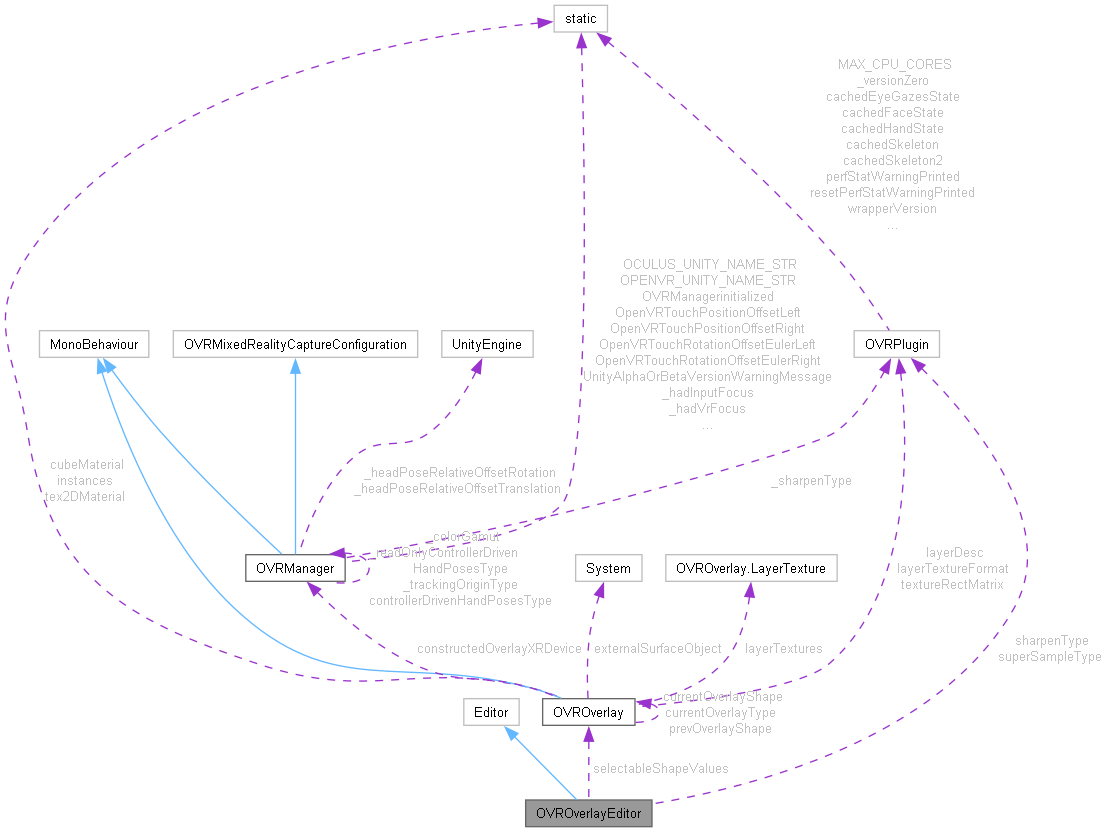 static
MAX_CPU_CORES
_versionZero
cachedEyeGazesState
cachedFaceState
cachedHandState
cachedSkeleton
cachedSkeleton2
perfStatWarningPrinted
resetPerfStatWarningPrinted
wrapperVersion
...
OCULUS_UNITY_NAME_STR
OPENVR_UNITY_NAME_STR
OVRManagerinitialized
OpenVRTouchPositionOffsetLeft
OpenVRTouchPositionOffsetRight
OpenVRTouchRotationOffsetEulerLeft
OpenVRTouchRotationOffsetEulerRight
UnityAlphaOrBetaVersionWarningMessage
_hadInputFocus
_hadVrFocus
...
MonoBehaviour
OVRMixedRealityCaptureConfiguration
UnityEngine
OVRPlugin
cubeMaterial
instances
tex2DMaterial
_headPoseRelativeOffsetRotation
_headPoseRelativeOffsetTranslation
_sharpenType
OVRManager
_colorGamut
_readOnlyControllerDriven
HandPosesType
_trackingOriginType
controllerDrivenHandPosesType
System
OVROverlay.LayerTexture
layerDesc
layerTextureFormat
textureRectMatrix
constructedOverlayXRDevice
externalSurfaceObject
layerTextures
sharpenType
superSampleType
Editor
OVROverlay
currentOverlayShape
currentOverlayType
prevOverlayShape
selectableShapeValues
OVROverlayEditor